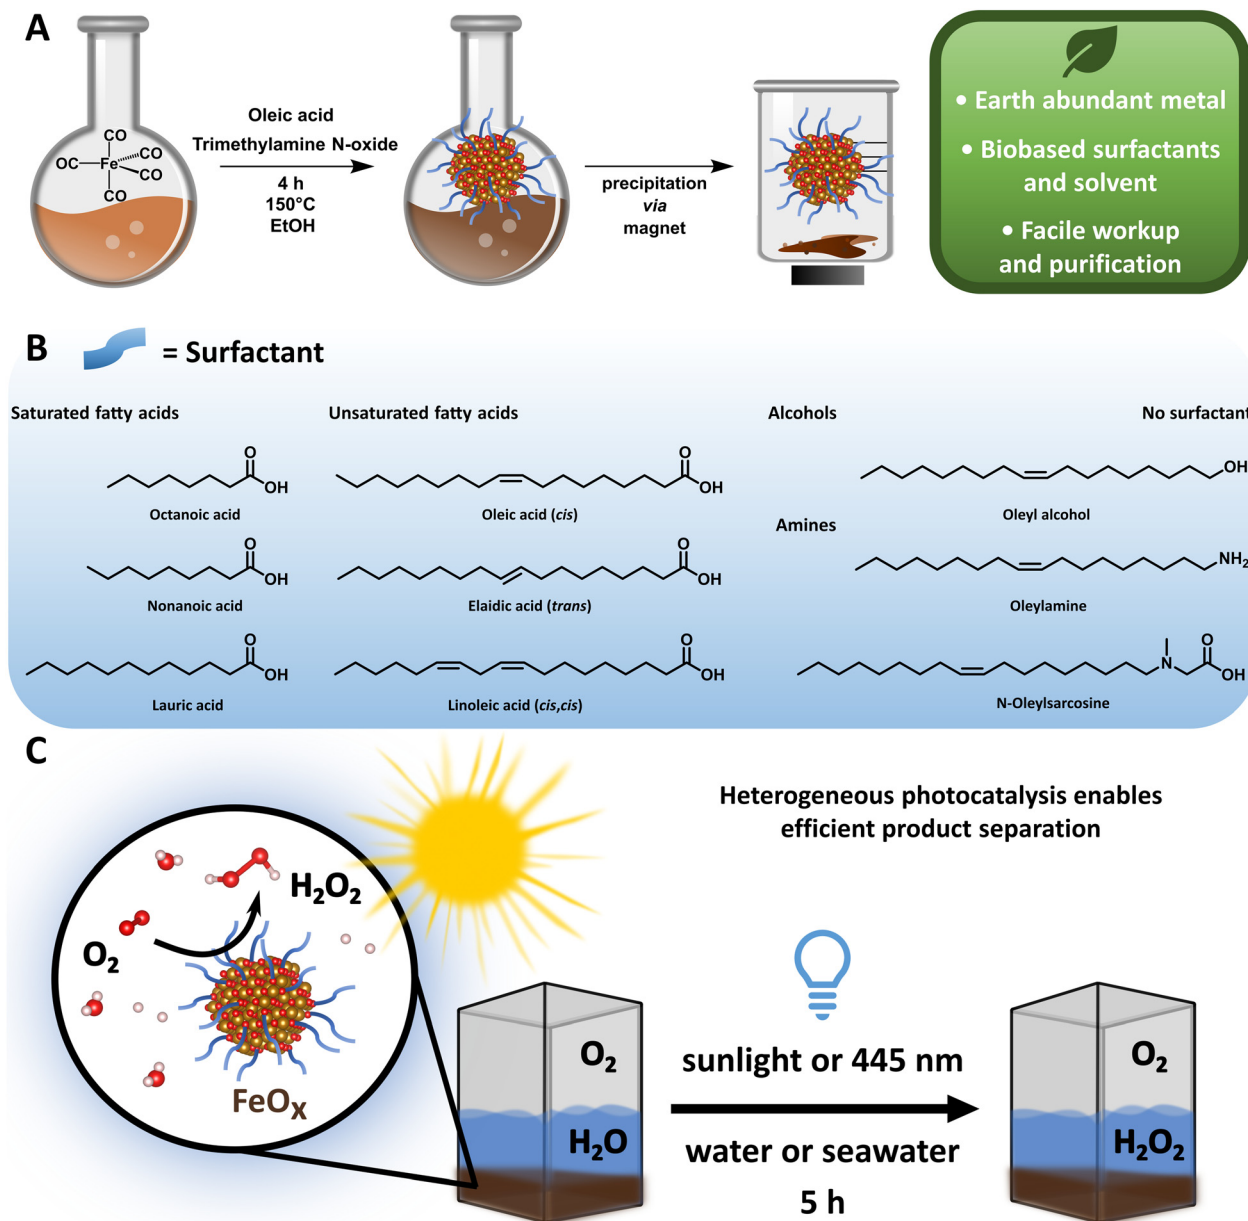 A
CO
CO
OC
Fe
CO
CO
CO
Oleic acid
Trimethylamine N-oxide
4 h
150°C
EtOH
precipitation
via
magnet
• Earth abundant metal
• Biobased surfactants
and solvent
• Facile workup
and purification
B
= Surfactant
Saturated fatty acids
Unsaturated fatty acids
Alcohols
No surfactant
O
OH
Octanoic acid
O
OH
Oleic acid (cis)
OH
Oleyl alcohol
Amines
O
OH
Nonanoic acid
O
OH
Elaidic acid (trans)
NH₂
Oleylamine
O
OH
Lauric acid
O
OH
Linoleic acid (cis,cis)
N
O
OH
N-Oleylsarcosine
C
Heterogeneous photocatalysis enables
efficient product separation
H₂O₂
O₂
FeOₓ
O₂
H₂O
sunlight or 445 nm
water or seawater
5 h
O₂
H₂O₂